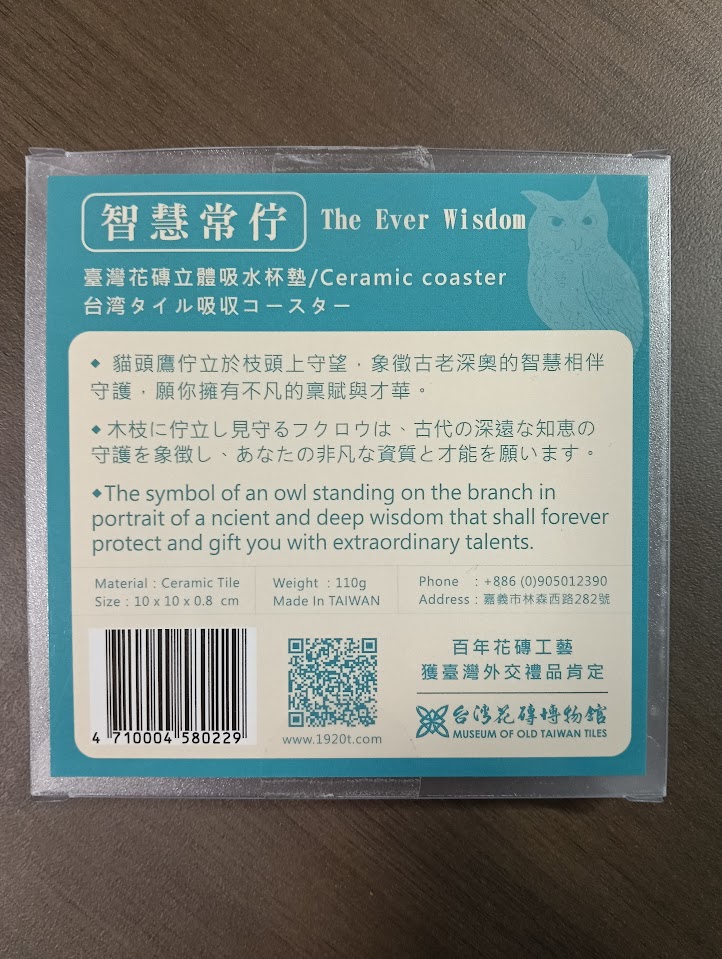 智慧常佇 The Ever Wisdom
臺灣花磚立體吸水杯墊/Ceramic coaster
台湾タイル吸収コースター
◆ 貓頭鷹佇立於枝頭上守望，象徵古老深奧的智慧相伴
守護，願你擁有不凡的稟賦與才華。
◆木枝に佇立し見守るフクロウは、古代の深遠な知恵の
守護を象徴し、あなたの非凡な資質と才能を願います。
◆The symbol of an owl standing on the branch in
portrait of a ncient and deep wisdom that shall forever
protect and gift you with extraordinary talents.
Material : Ceramic Tile
Size : 10 x 10 x 0.8 cm
Weight : 110g
Made In TAIWAN
Phone : +886 (0)905012390
Address : 嘉義市林森西路282號
4 710004 580229
www.1920t.com
百年花磚工藝
獲臺灣外交禮品肯定
台灣花磚博物館
MUSEUM OF OLD TAIWAN TILES